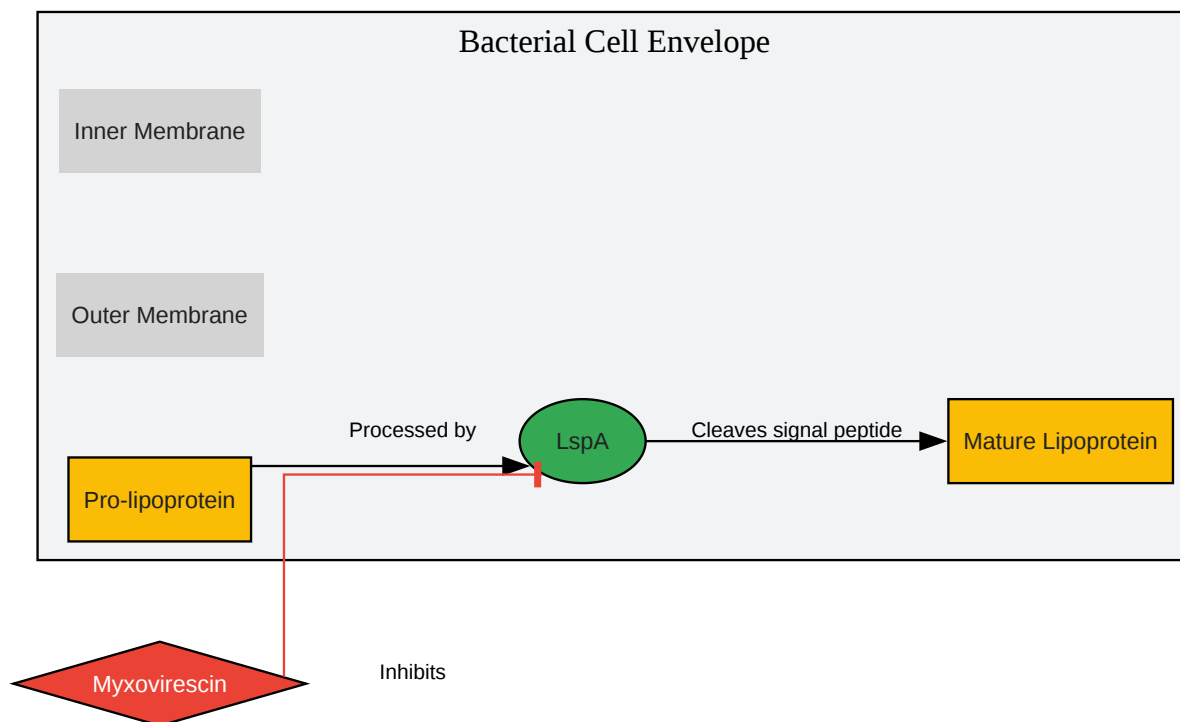 Bacterial Cell Envelope
Inner Membrane
Outer Membrane
Processed by
LspA
Cleaves signal peptide
Mature Lipoprotein
Pro-lipoprotein
Inhibits
Myxovirescin